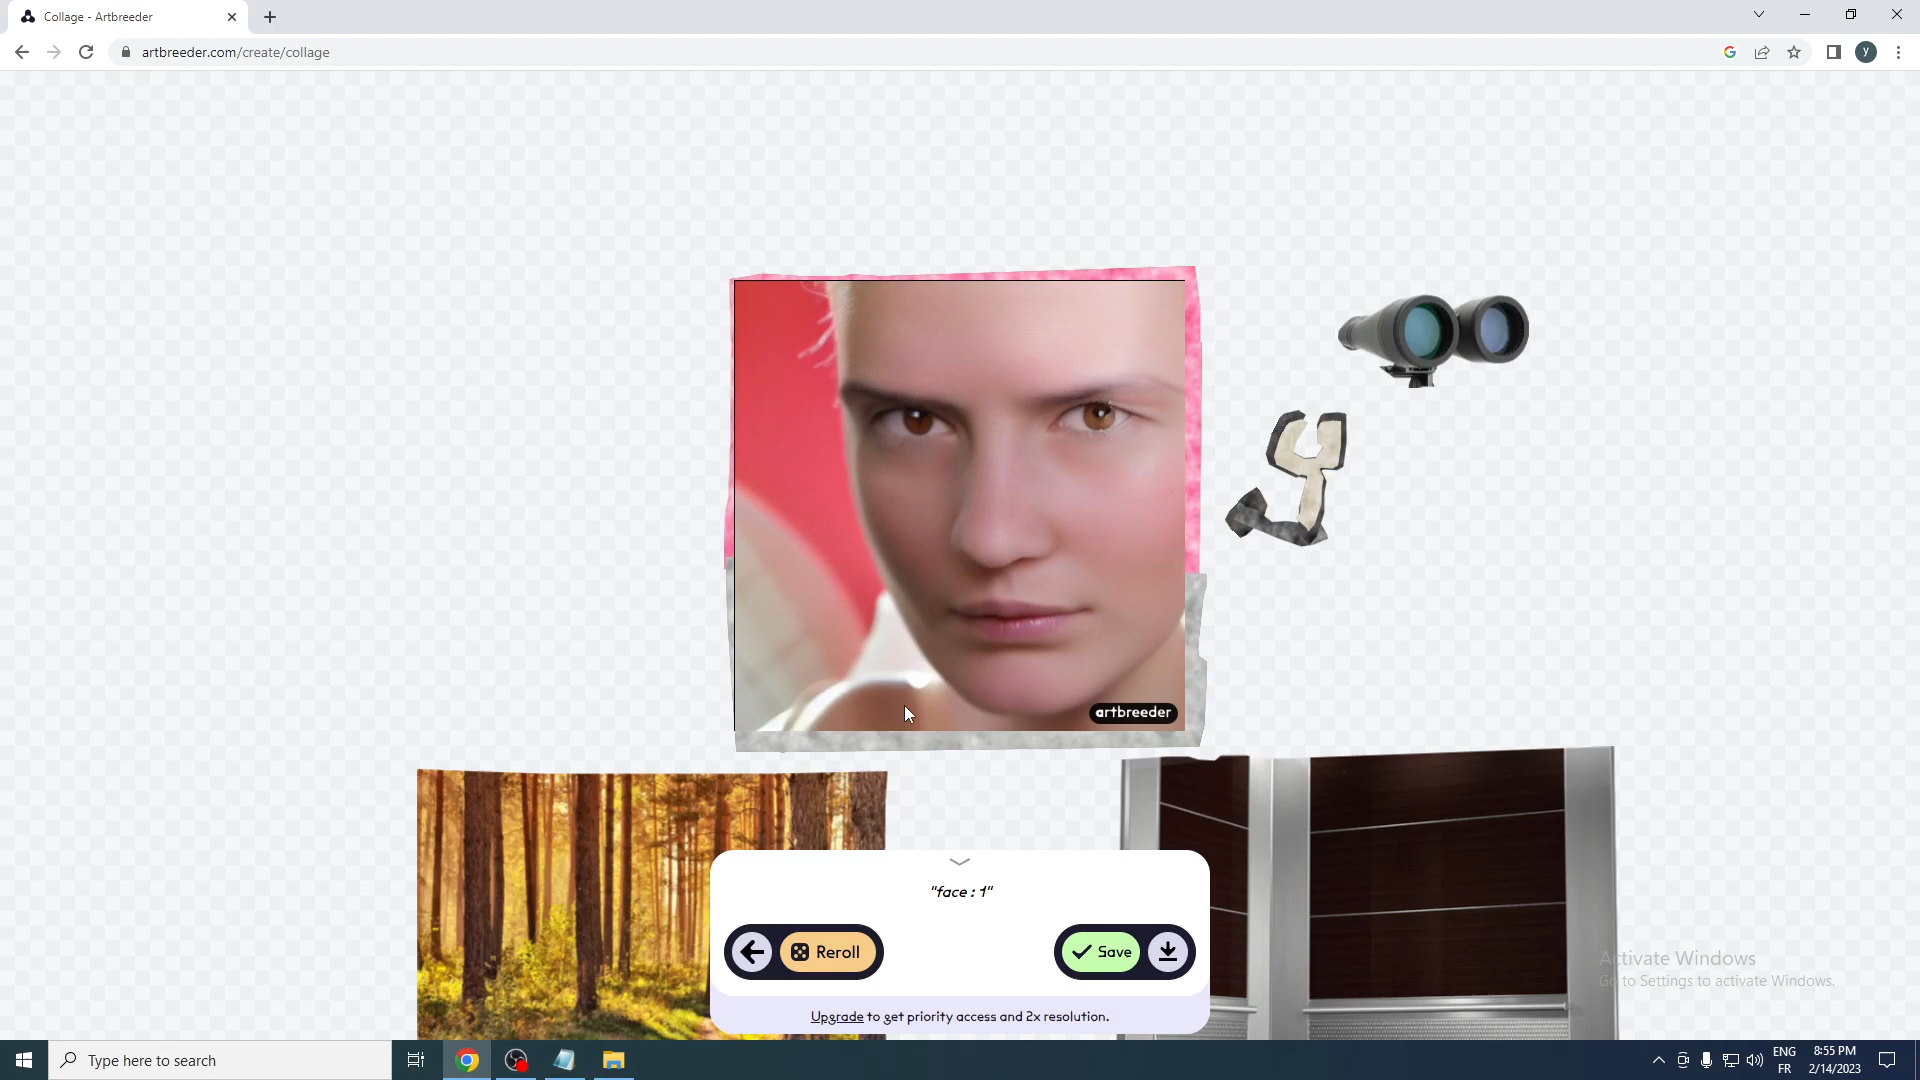 Collage - Artbreeder
artbreeder.com/create/collage
y
y
artbreeder
"face : 1"
Reroll
Save
Upgrade to get priority access and 2x resolution.
Activate Windows
Go to Settings to activate Windows.
Type here to search
ENG
FR
8:55 PM
2/14/2023